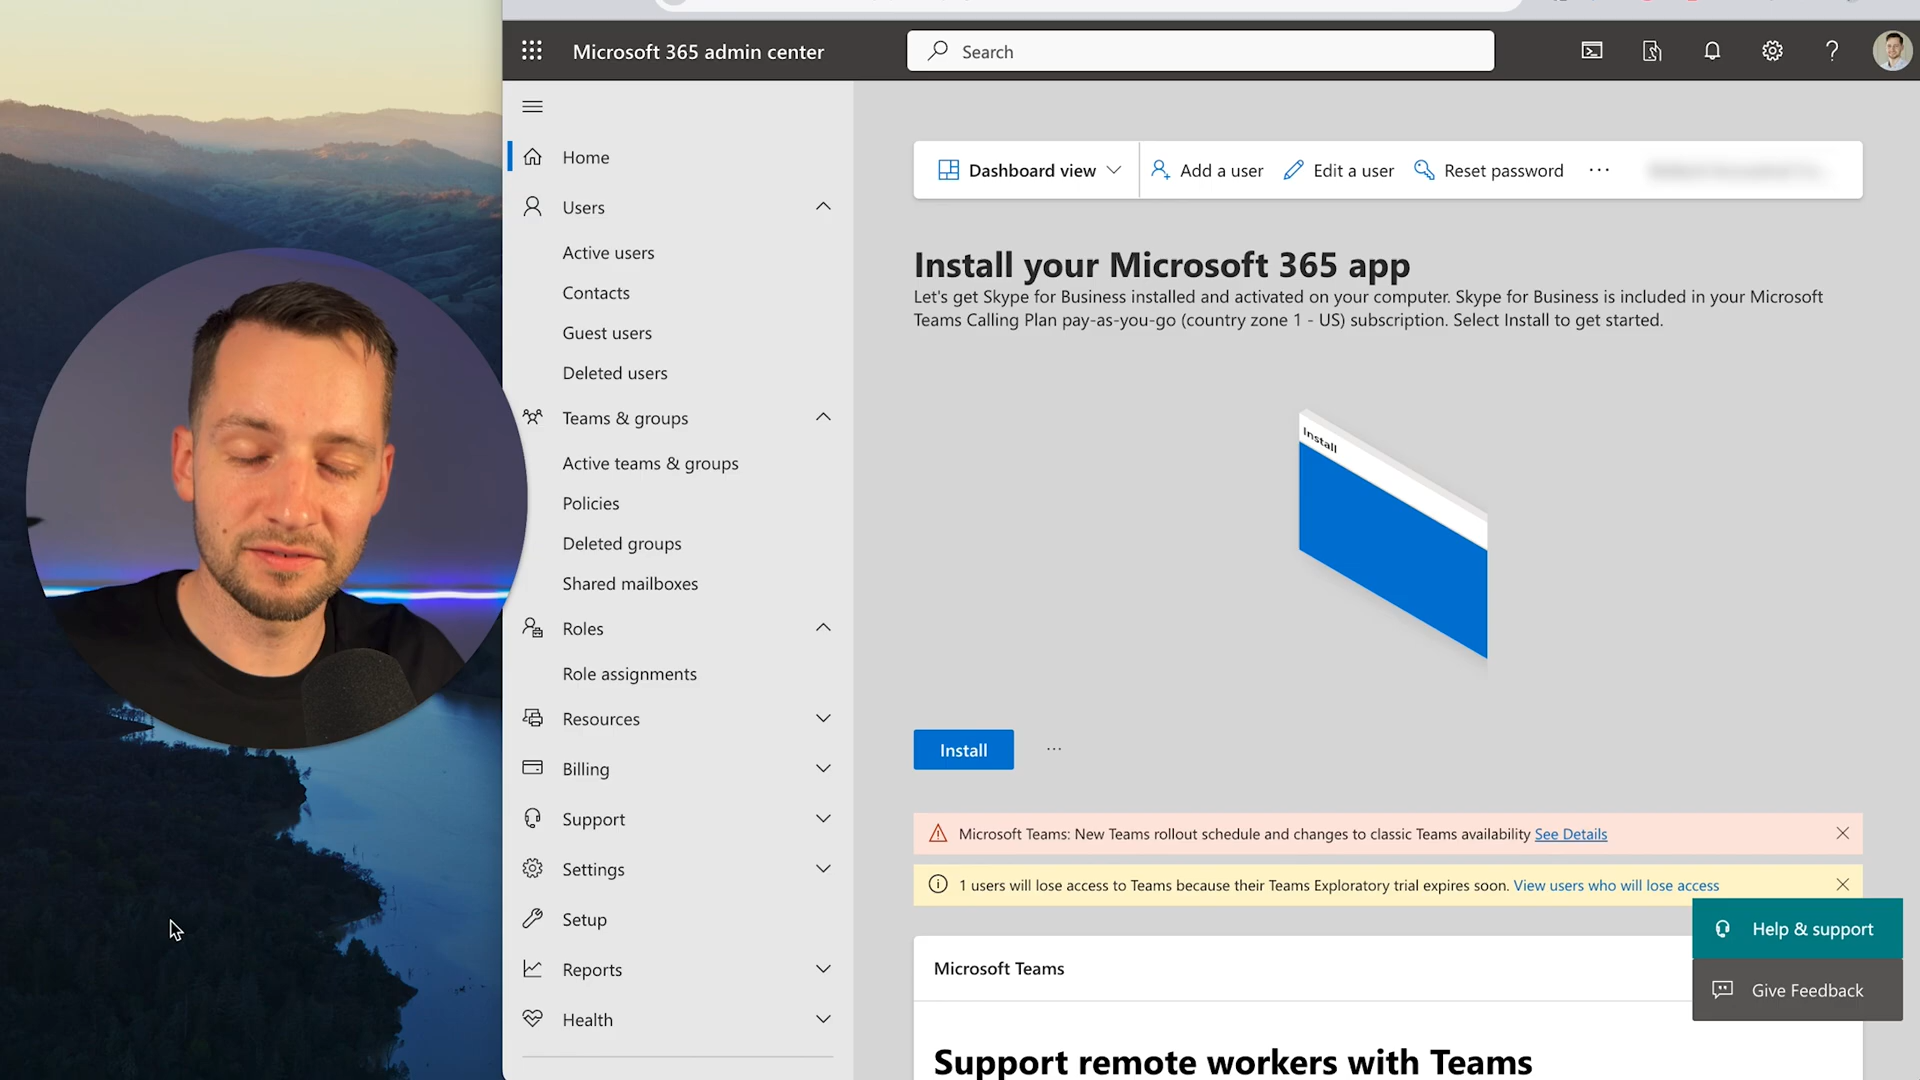 Microsoft 365 admin center
Search
Home
Users
Active users
Contacts
Guest users
Deleted users
Teams & groups
Active teams & groups
Policies
Deleted groups
Shared mailboxes
Roles
Role assignments
Resources
Billing
Support
Settings
Setup
Reports
Health
Dashboard view
Add a user
Edit a user
Reset password
Install your Microsoft 365 app
Let's get Skype for Business installed and activated on your computer. Skype for Business is included in your Microsoft
Teams Calling Plan pay-as-you-go (country zone 1 - US) subscription. Select Install to get started.
Install
Install
Microsoft Teams: New Teams rollout schedule and changes to classic Teams availability See Details
1 users will lose access to Teams because their Teams Exploratory trial expires soon. View users who will lose access
Help & support
Give Feedback
Microsoft Teams
Support remote workers with Teams